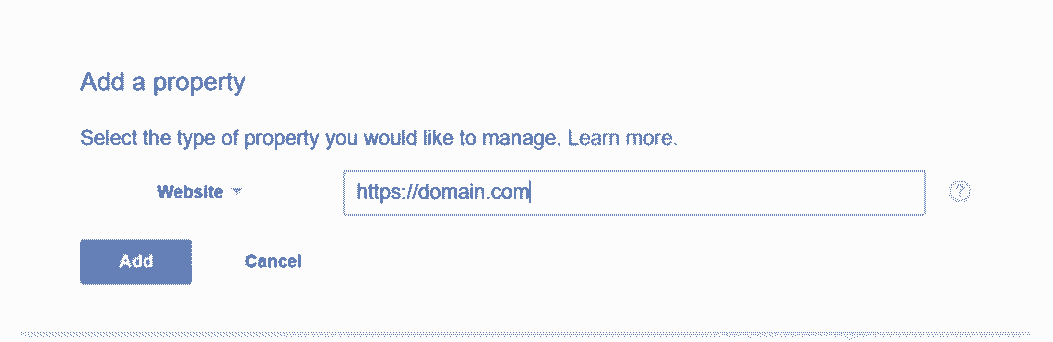 Add a property
Select the type of property you would like to manage. Learn more.
Website https://domain.com ?
Add Cancel